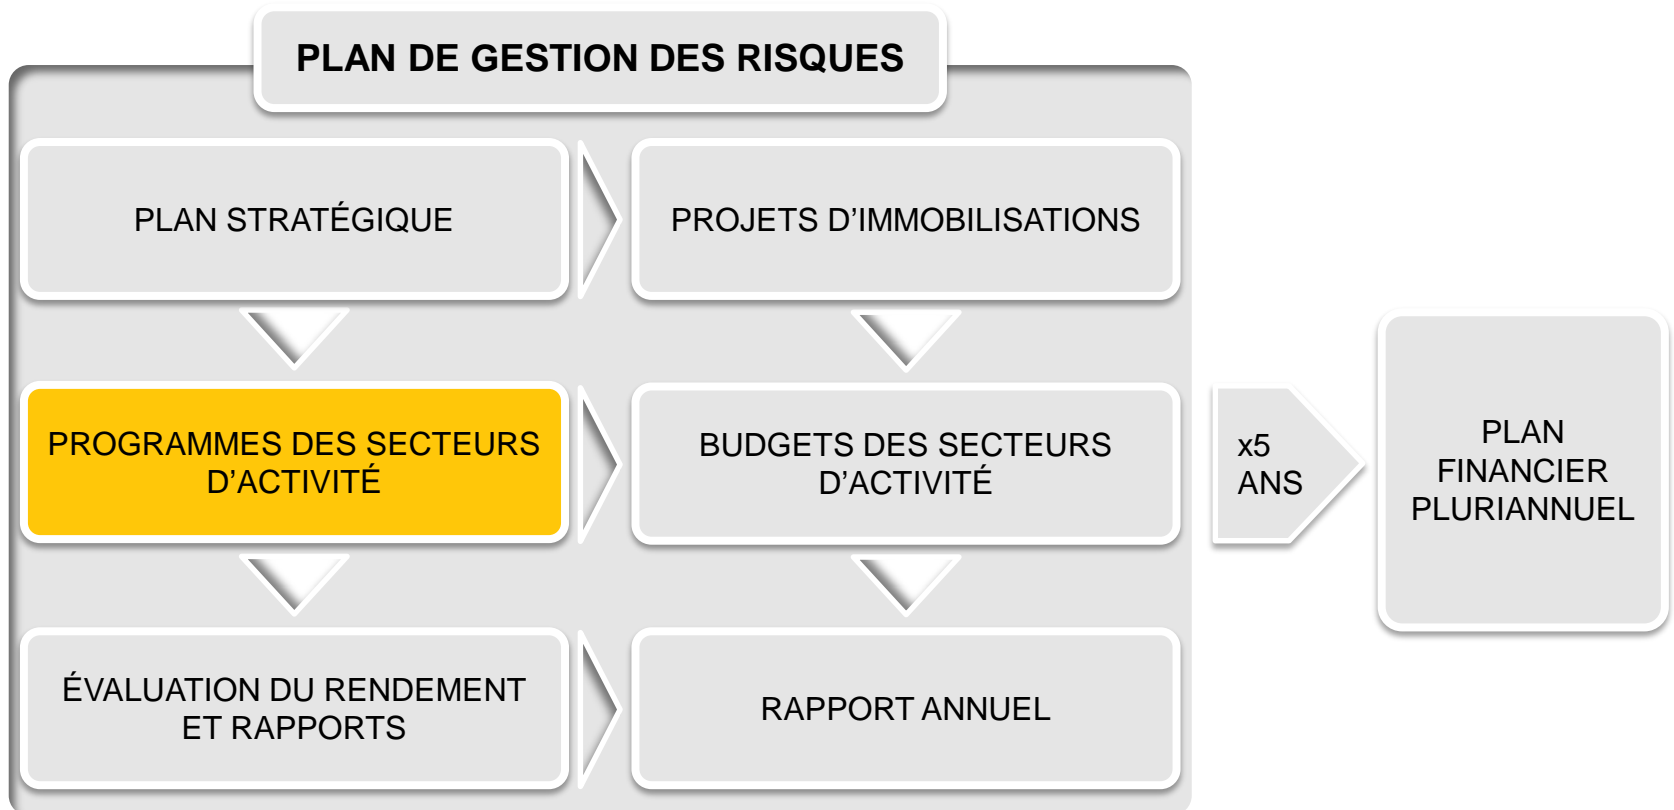 PLAN DE GESTION DES RISQUES
PLAN STRATÉGIQUE
PROJETS D’IMMOBILISATIONS
PROGRAMMES DES SECTEURS
D’ACTIVITÉ
BUDGETS DES SECTEURS
D’ACTIVITÉ
x5
ANS
PLAN
FINANCIER
PLURIANNUEL
ÉVALUATION DU RENDEMENT
ET RAPPORTS
RAPPORT ANNUEL